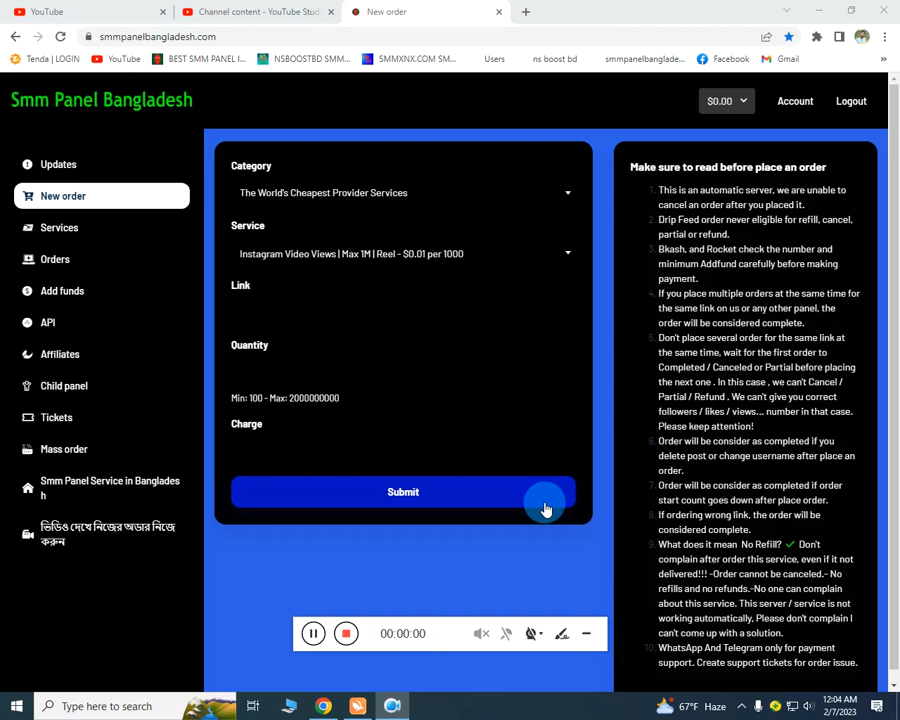 YouTube
Channel content - YouTube Stud
New order
smmpanelbangladesh.com
Tenda | LOGIN
YouTube
BEST SMM PANEL I...
NSBOOSTBD SMM...
SMMXNX.COM SM...
Users
ns boost bd
smmpanelbanglade...
Facebook
Gmail
»
Smm Panel Bangladesh
$0.00
Account
Logout
Updates
New order
Services
Orders
Add funds
API
Affiliates
Child panel
Tickets
Mass order
Smm Panel Service in Banglades
h
ভিডিও দেখে নিজের অডার নিজে
করুন
Category
The World's Cheapest Provider Services
Service
Instagram Video Views | Max 1M | Reel - $0.01 per 1000
Link
Quantity
Min: 100 - Max: 2000000000
Charge
Submit
Make sure to read before place an order
1. This is an automatic server, we are unable to
cancel an order after you placed it.
2. Drip Feed order never eligible for refill, cancel,
partial or refund.
3. Bkash, and Rocket check the number and
minimum Addfund carefully before making
payment.
4. If you place multiple orders at the same time for
the same link on us or any other panel, the
order will be considered complete.
5. Don't place several order for the same link at
the same time, wait for the first order to
Completed / Canceled or Partial before placing
the next one . In this case , we can't Cancel /
Partial / Refund . We can't give you correct
followers / likes / views... number in that case.
Please keep attention!
6. Order will be consider as completed if you
delete post or change username after place an
order.
7. Order will be consider as completed if order
start count goes down after place order.
8. If ordering wrong link, the order will be
considered complete.
9. What does it mean No Refill? ✓ Don't
complain after order this service, even if it not
delivered!!! -Order cannot be canceled.- No
refills and no refunds.-No one can complain
about this service. This server / service is not
working automatically, Please don't complain I
can't come up with a solution.
10. WhatsApp And Telegram only for payment
support. Create support tickets for order issue.
00:00:00
Type here to search
67°F Haze
12:04 AM
2/7/2023